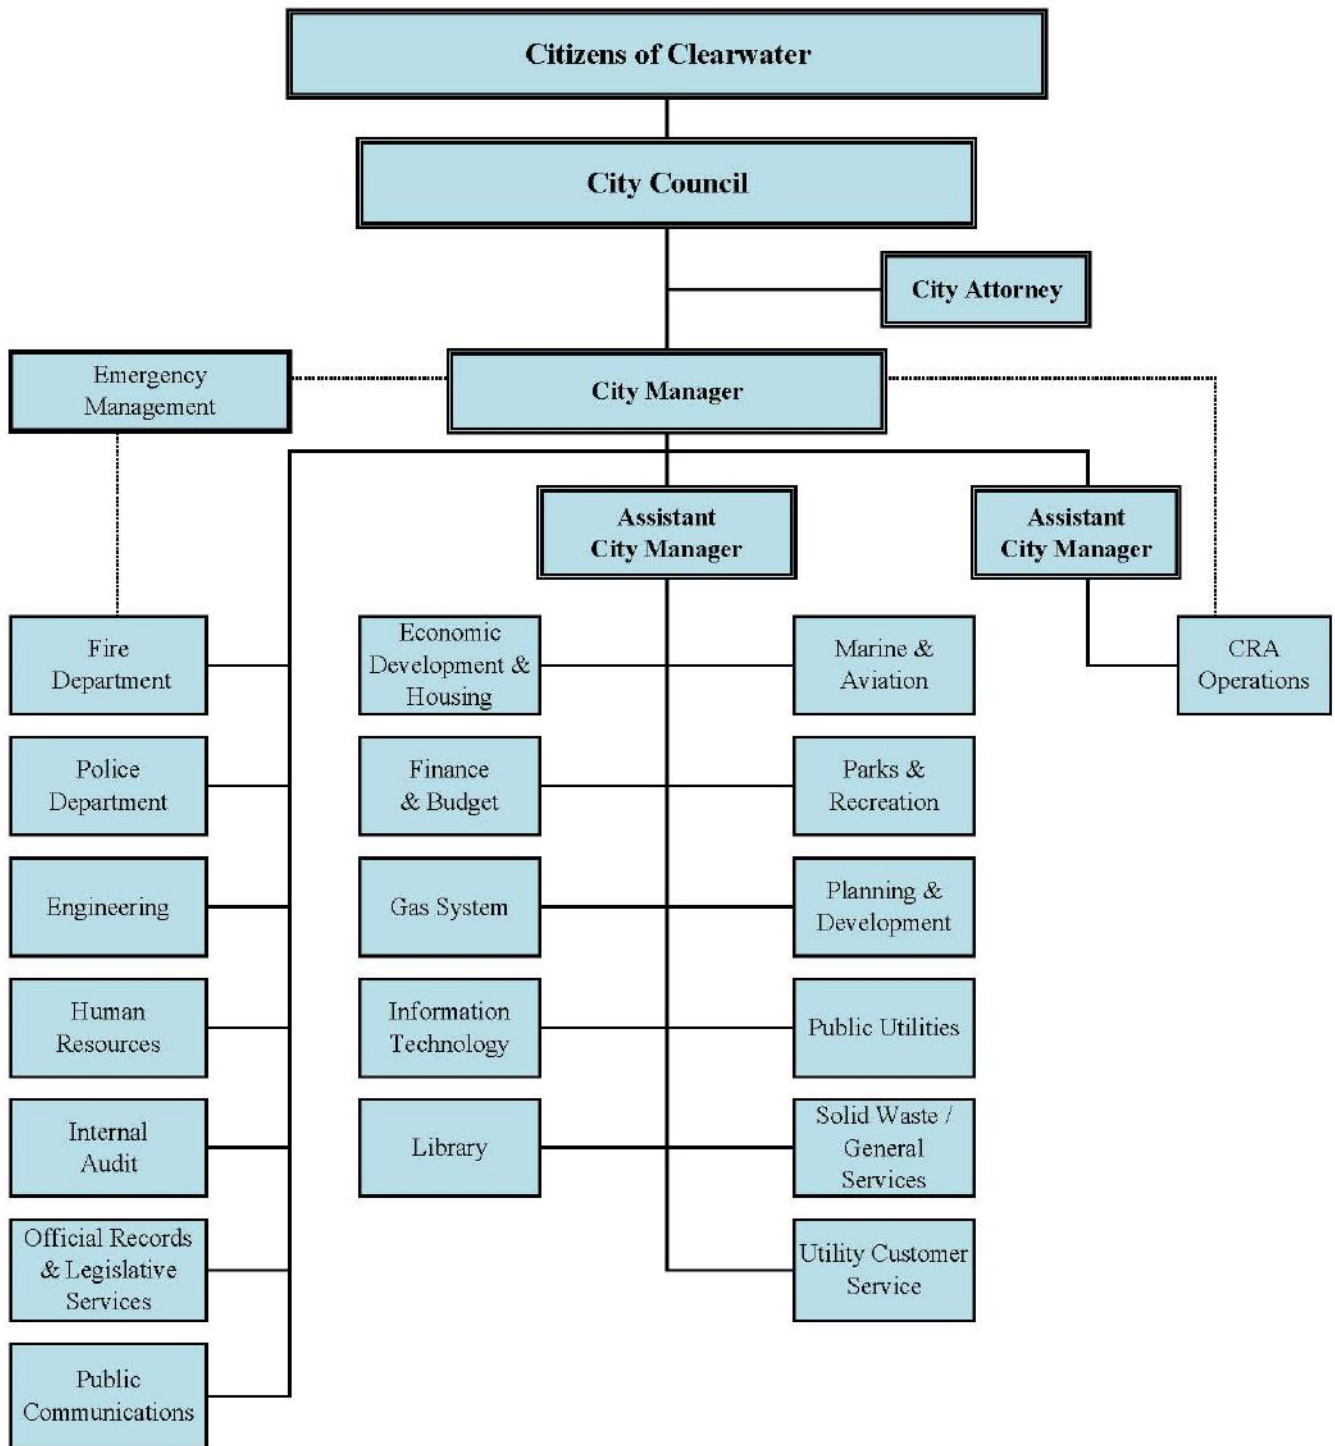 Citizens of Clearwater
City Council
City Attorney
Emergency
Management
City Manager
Assistant
City Manager
Assistant
City Manager
Fire
Department
Economic
Development &
Housing
Marine &
Aviation
CRA
Operations
Police
Department
Finance
& Budget
Parks &
Recreation
Engineering
Gas System
Planning &
Development
Human
Resources
Information
Technology
Public Utilities
Internal
Audit
Library
Solid Waste /
General
Services
Official Records
& Legislative
Services
Utility Customer
Service
Public
Communications